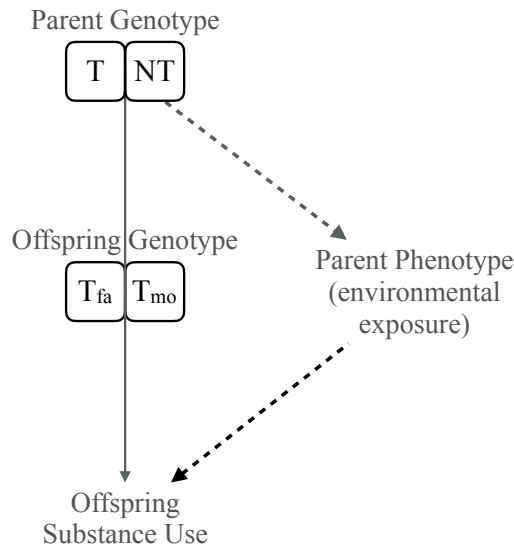 Parent Genotype
T NT
Offspring Genotype
Tfa Tmo
Parent Phenotype
(environmental
exposure)
Offspring
Substance Use